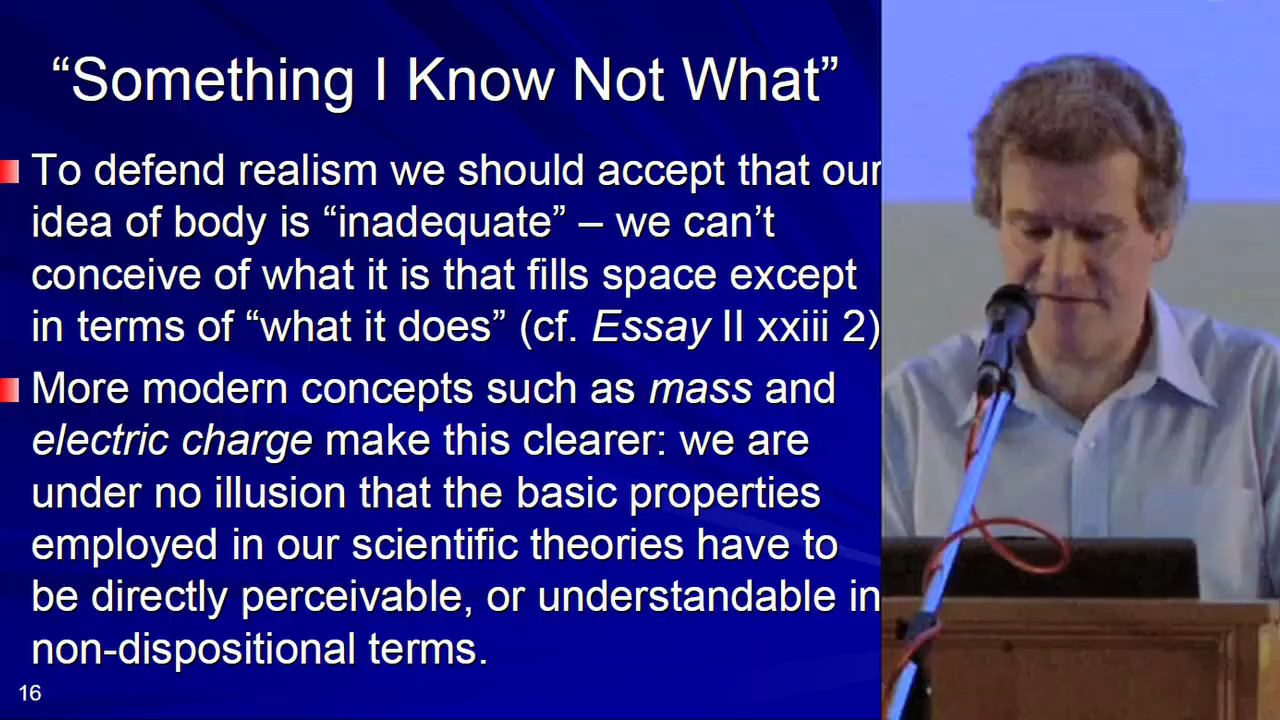 “Something I Know Not What”
To defend realism we should accept that our
idea of body is “inadequate” – we can’t
conceive of what it is that fills space except
in terms of “what it does” (cf. Essay II xxiii 2)
More modern concepts such as mass and
electric charge make this clearer: we are
under no illusion that the basic properties
employed in our scientific theories have to
be directly perceivable, or understandable in
non-dispositional terms.
16